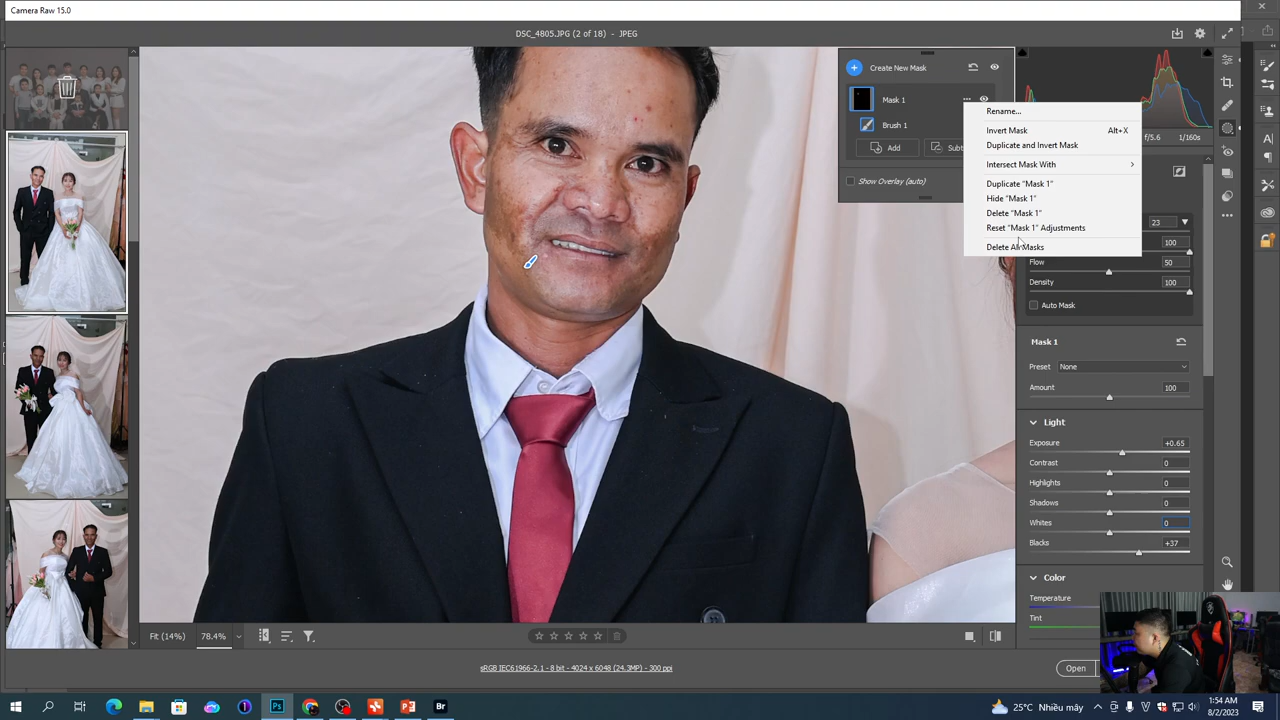 Camera Raw 15.0
DSC_4805.JPG (2 of 18)  -  JPEG
Create New Mask
Mask 1
Brush 1
Add
Subt
Show Overlay (auto)
Rename...
Invert Mask Alt+X
Duplicate and Invert Mask
Intersect Mask With
Duplicate "Mask 1"
Hide "Mask 1"
Delete "Mask 1"
Reset "Mask 1" Adjustments
Delete All Masks
f/5.6 1/160s
23
100
Flow 50
Density 100
Auto Mask
Mask 1
Preset None
Amount 100
Light
Exposure +0.65
Contrast 0
Highlights 0
Shadows 0
Whites 0
Blacks +37
Color
Temperature
Tint
Fit (14%) 78.4%
sRGB IEC61966-2.1 - 8 bit - 4024 x 6048 (24.3MP) - 300 ppi
Open
Ps
Br
25°C Nhiều mây
1:54 AM
8/2/2023